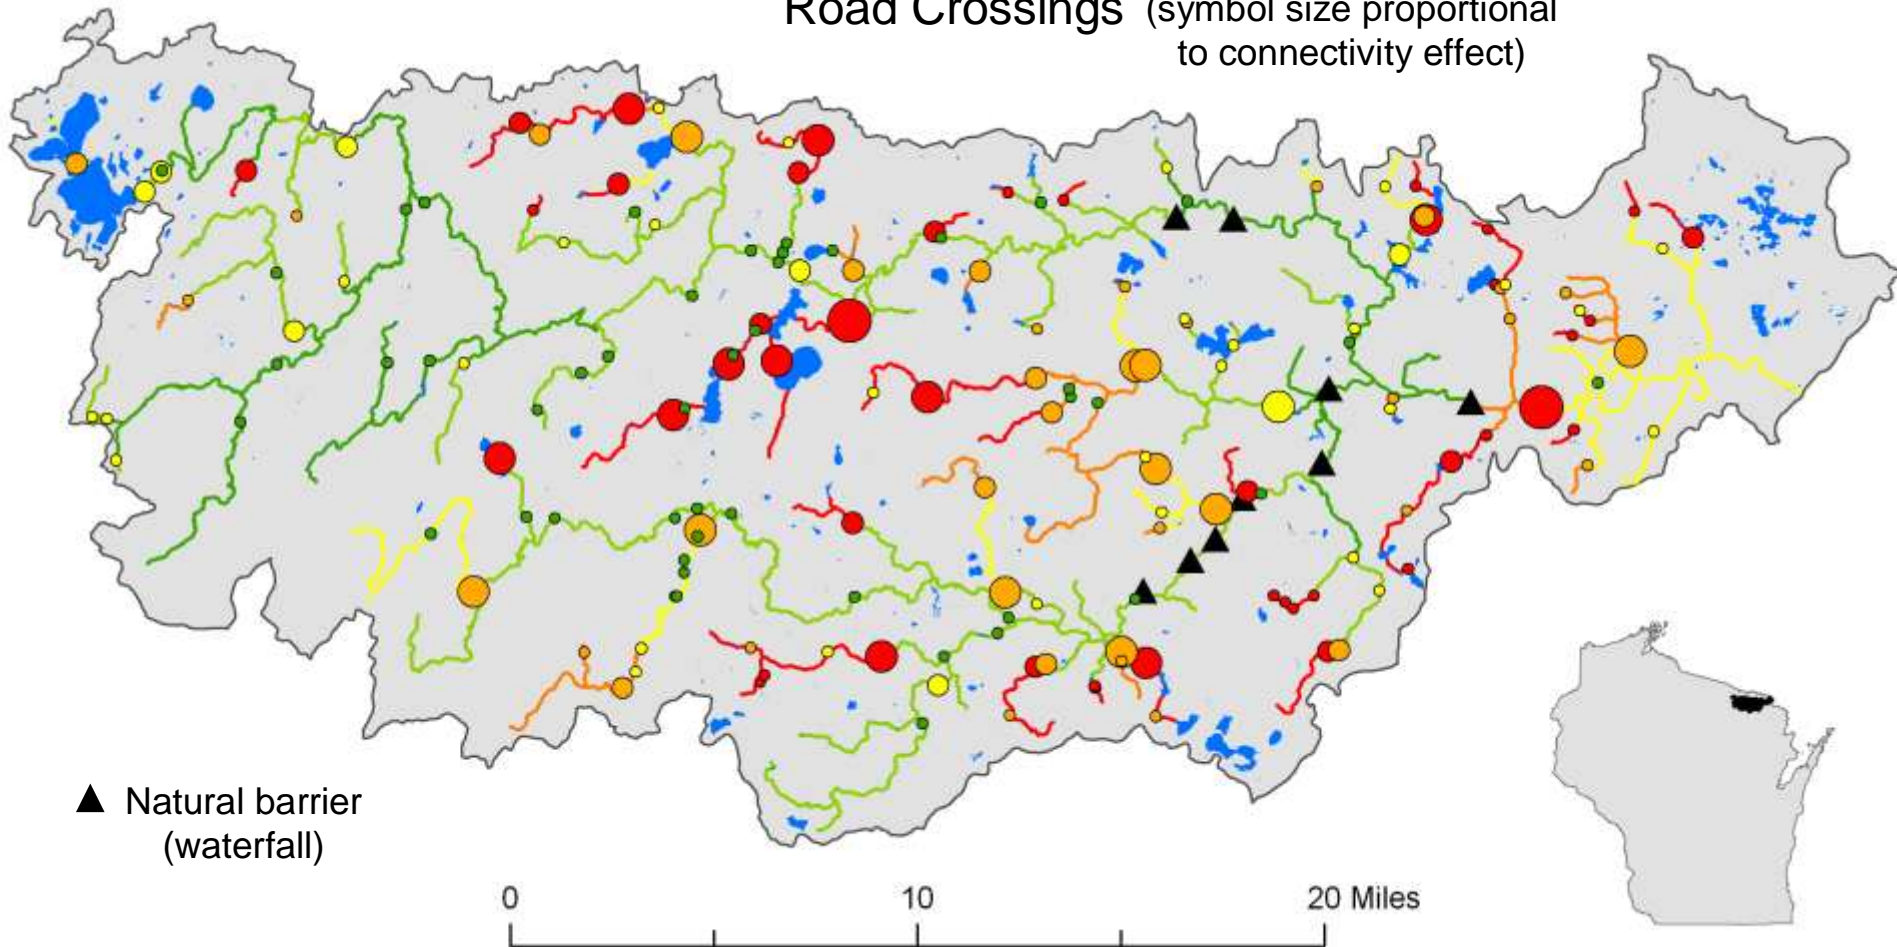 Road Crossings (symbol size proportional
to connectivity effect)
Natural barrier
(waterfall)
0 10 20 Miles